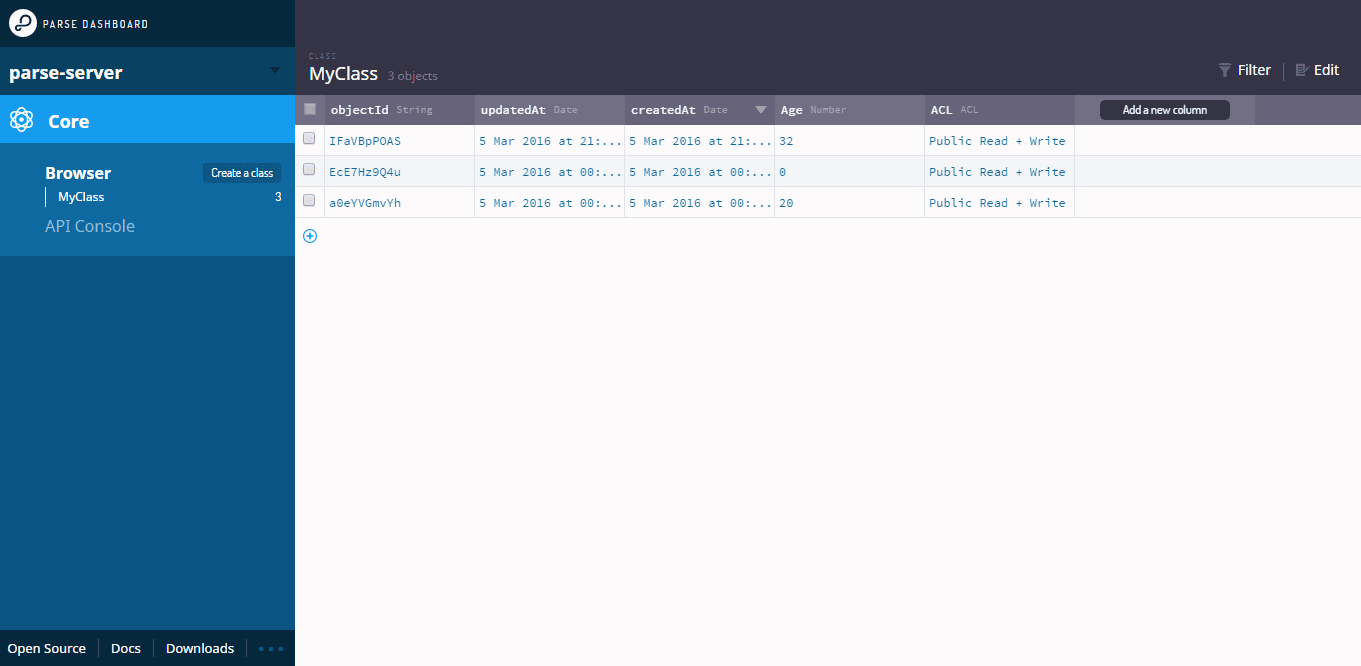 PARSE DASHBOARD
parse-server
Core
Browser Create a class
MyClass 3
API Console
Open Source Docs Downloads
CLASS
MyClass 3 objects
Filter Edit
objectId String updatedAt Date createdAt Date Age Number ACL ACL Add a new column
IFaVBpPOAS 5 Mar 2016 at 21:... 5 Mar 2016 at 21:... 32 Public Read + Write
EcE7Hz9Q4u 5 Mar 2016 at 00:... 5 Mar 2016 at 00:... 0 Public Read + Write
a0eYVGmvYh 5 Mar 2016 at 00:... 5 Mar 2016 at 00:... 20 Public Read + Write